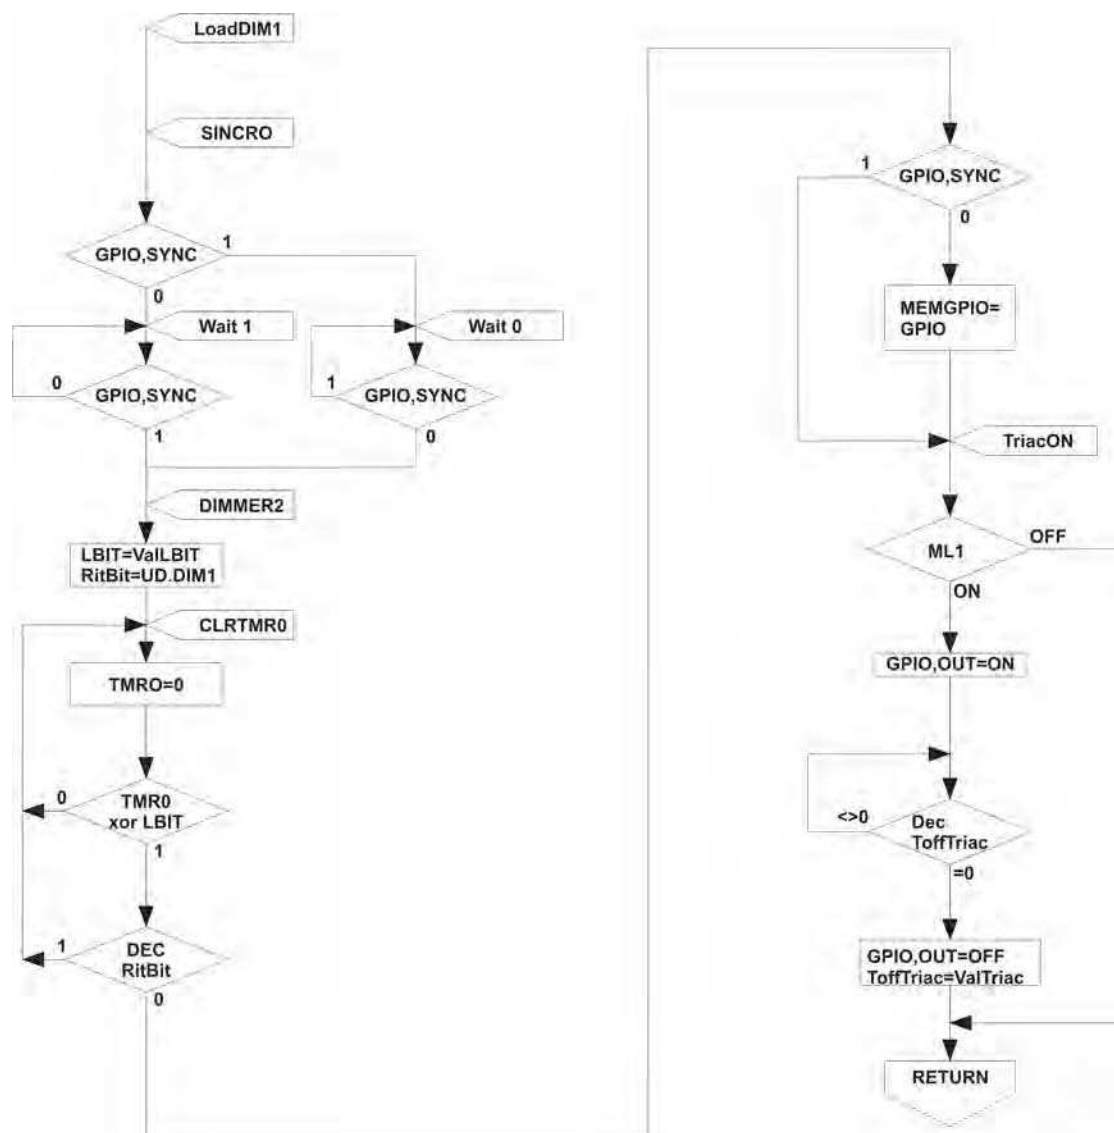 LoadDIM1
SINCRO
GPIO,SYNC
1
0
Wait 1
Wait 0
0
GPIO,SYNC
1
1
GPIO,SYNC
0
DIMMER2
LBIT=ValLBIT
RitBit=UD.DIM1
CLRTMR0
TMRO=0
0
TMR0
xor LBIT
1
1
DEC
RitBit
0
1
GPIO,SYNC
0
MEMGPIO=
GPIO
TriacON
ML1
OFF
ON
GPIO,OUT=ON
<>0
Dec
ToffTriac
=0
GPIO,OUT=OFF
ToffTriac=ValTriac
RETURN